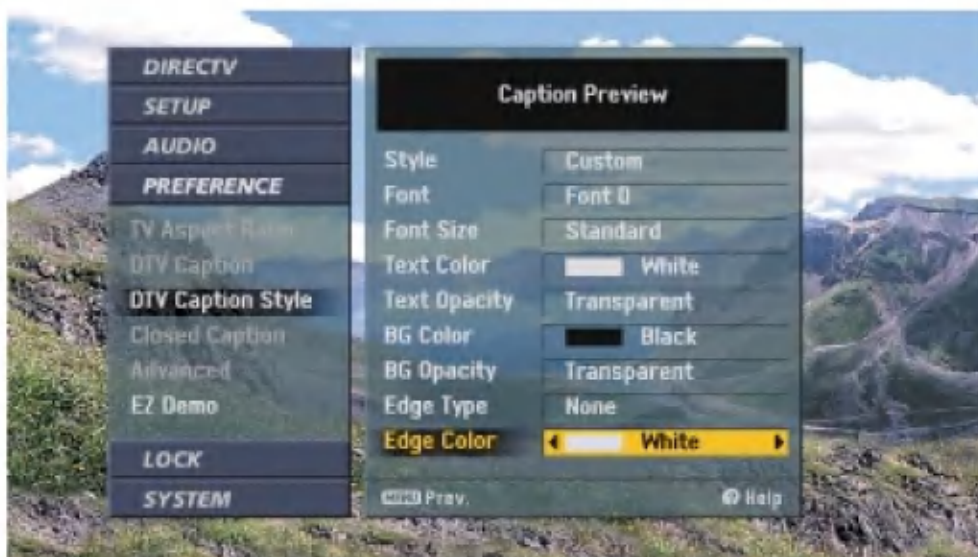 DIRECTV
SETUP
AUDIO
PREFERENCE
TV Aspect Ratio
DTV Caption
DTV Caption Style
Closed Caption
Advanced
EZ Demo
LOCK
SYSTEM
Caption Preview
Style Custom
Font Font 0
Font Size Standard
Text Color White
Text Opacity Transparent
BG Color Black
BG Opacity Transparent
Edge Type None
Edge Color White
MENU Prev. ? Help